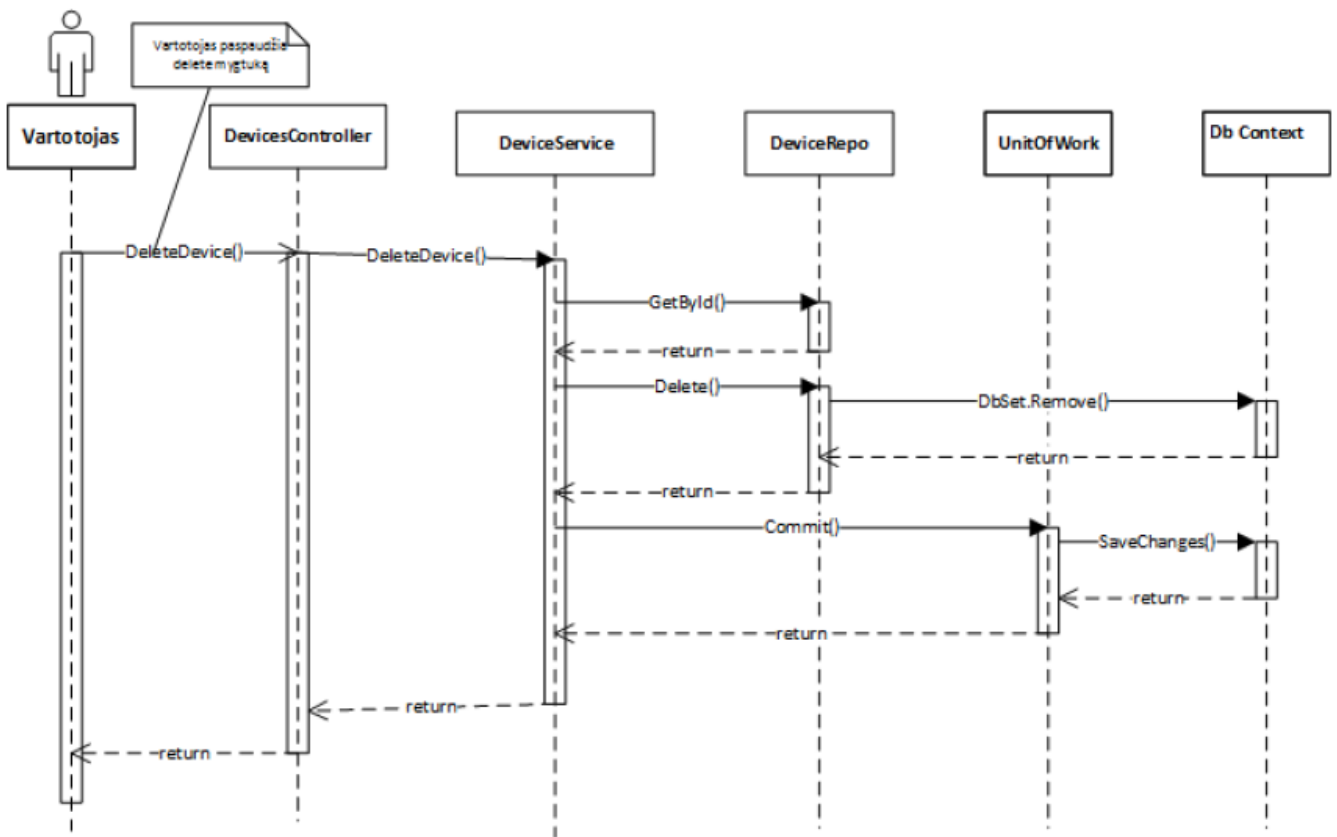 Vartotojas paspaudžia
delete mygtuką
Vartotojas
DevicesController
DeviceService
DeviceRepo
UnitOfWork
Db Context
DeleteDevice()
DeleteDevice()
GetById()
return
Delete()
DbSet.Remove()
return
return
Commit()
SaveChanges()
return
return
return
return